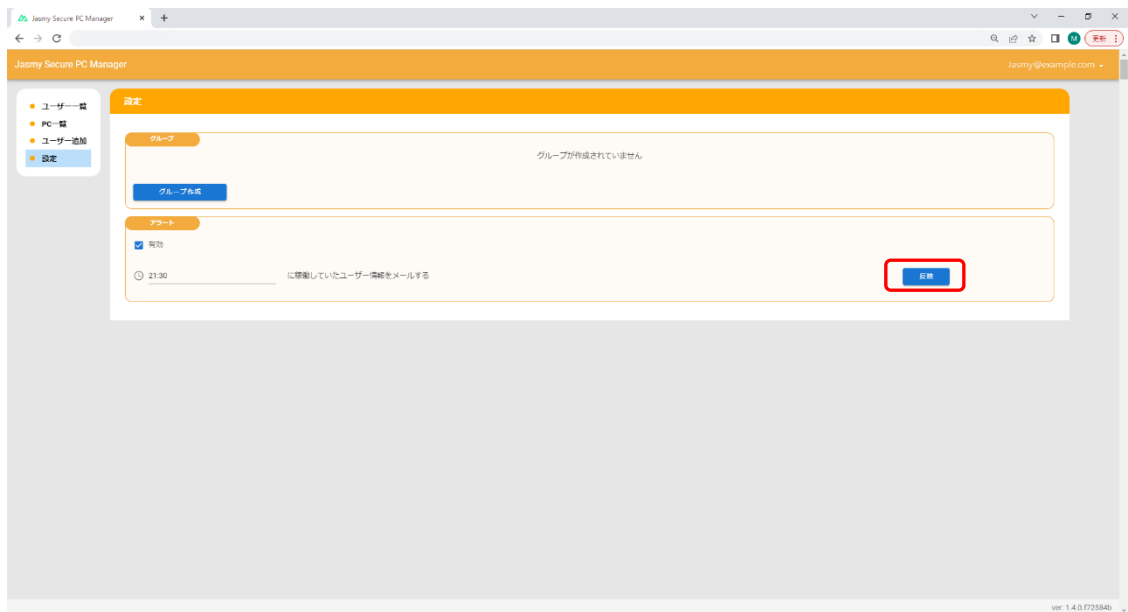 Jasmy Secure PC Manager
M
更新
Jasmy Secure PC Manager
Jasmy@example.com
ユーザー一覧
PC一覧
ユーザー追加
設定
設定
グループ
グループが作成されていません
グループ作成
アラート
有効
21:30 に稼働していたユーザー情報をメールする
反映
ver: 1.4.0.f72584b